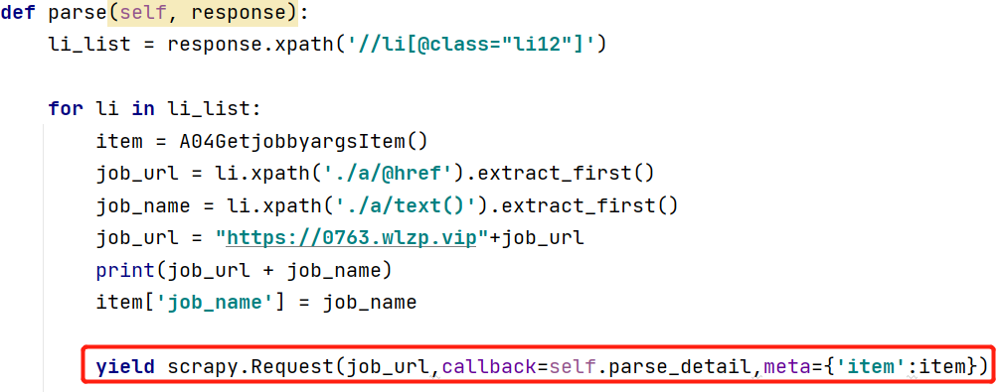 def parse(self, response):
    li_list = response.xpath('//li[@class="li12"]')
    for li in li_list:
        item = A04GetjobbyargsItem()
        job_url = li.xpath('./a/@href').extract_first()
        job_name = li.xpath('./a/text()').extract_first()
        job_url = "https://0763.wlzp.vip"+job_url
        print(job_url + job_name)
        item['job_name'] = job_name
        yield scrapy.Request(job_url,callback=self.parse_detail,meta={'item':item})